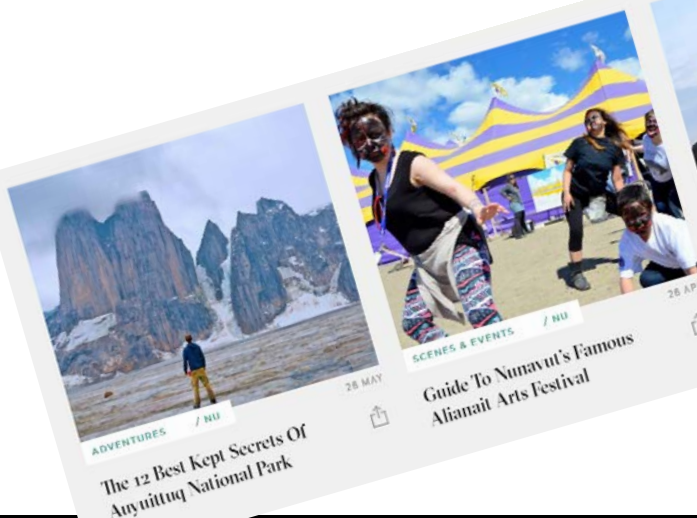 ADVENTURES / NU
28 MAY
The 12 Best Kept Secrets Of
Auyuittuq National Park
SCENES & EVENTS / NU
Guide To Nunavut's Famous
Alianait Arts Festival